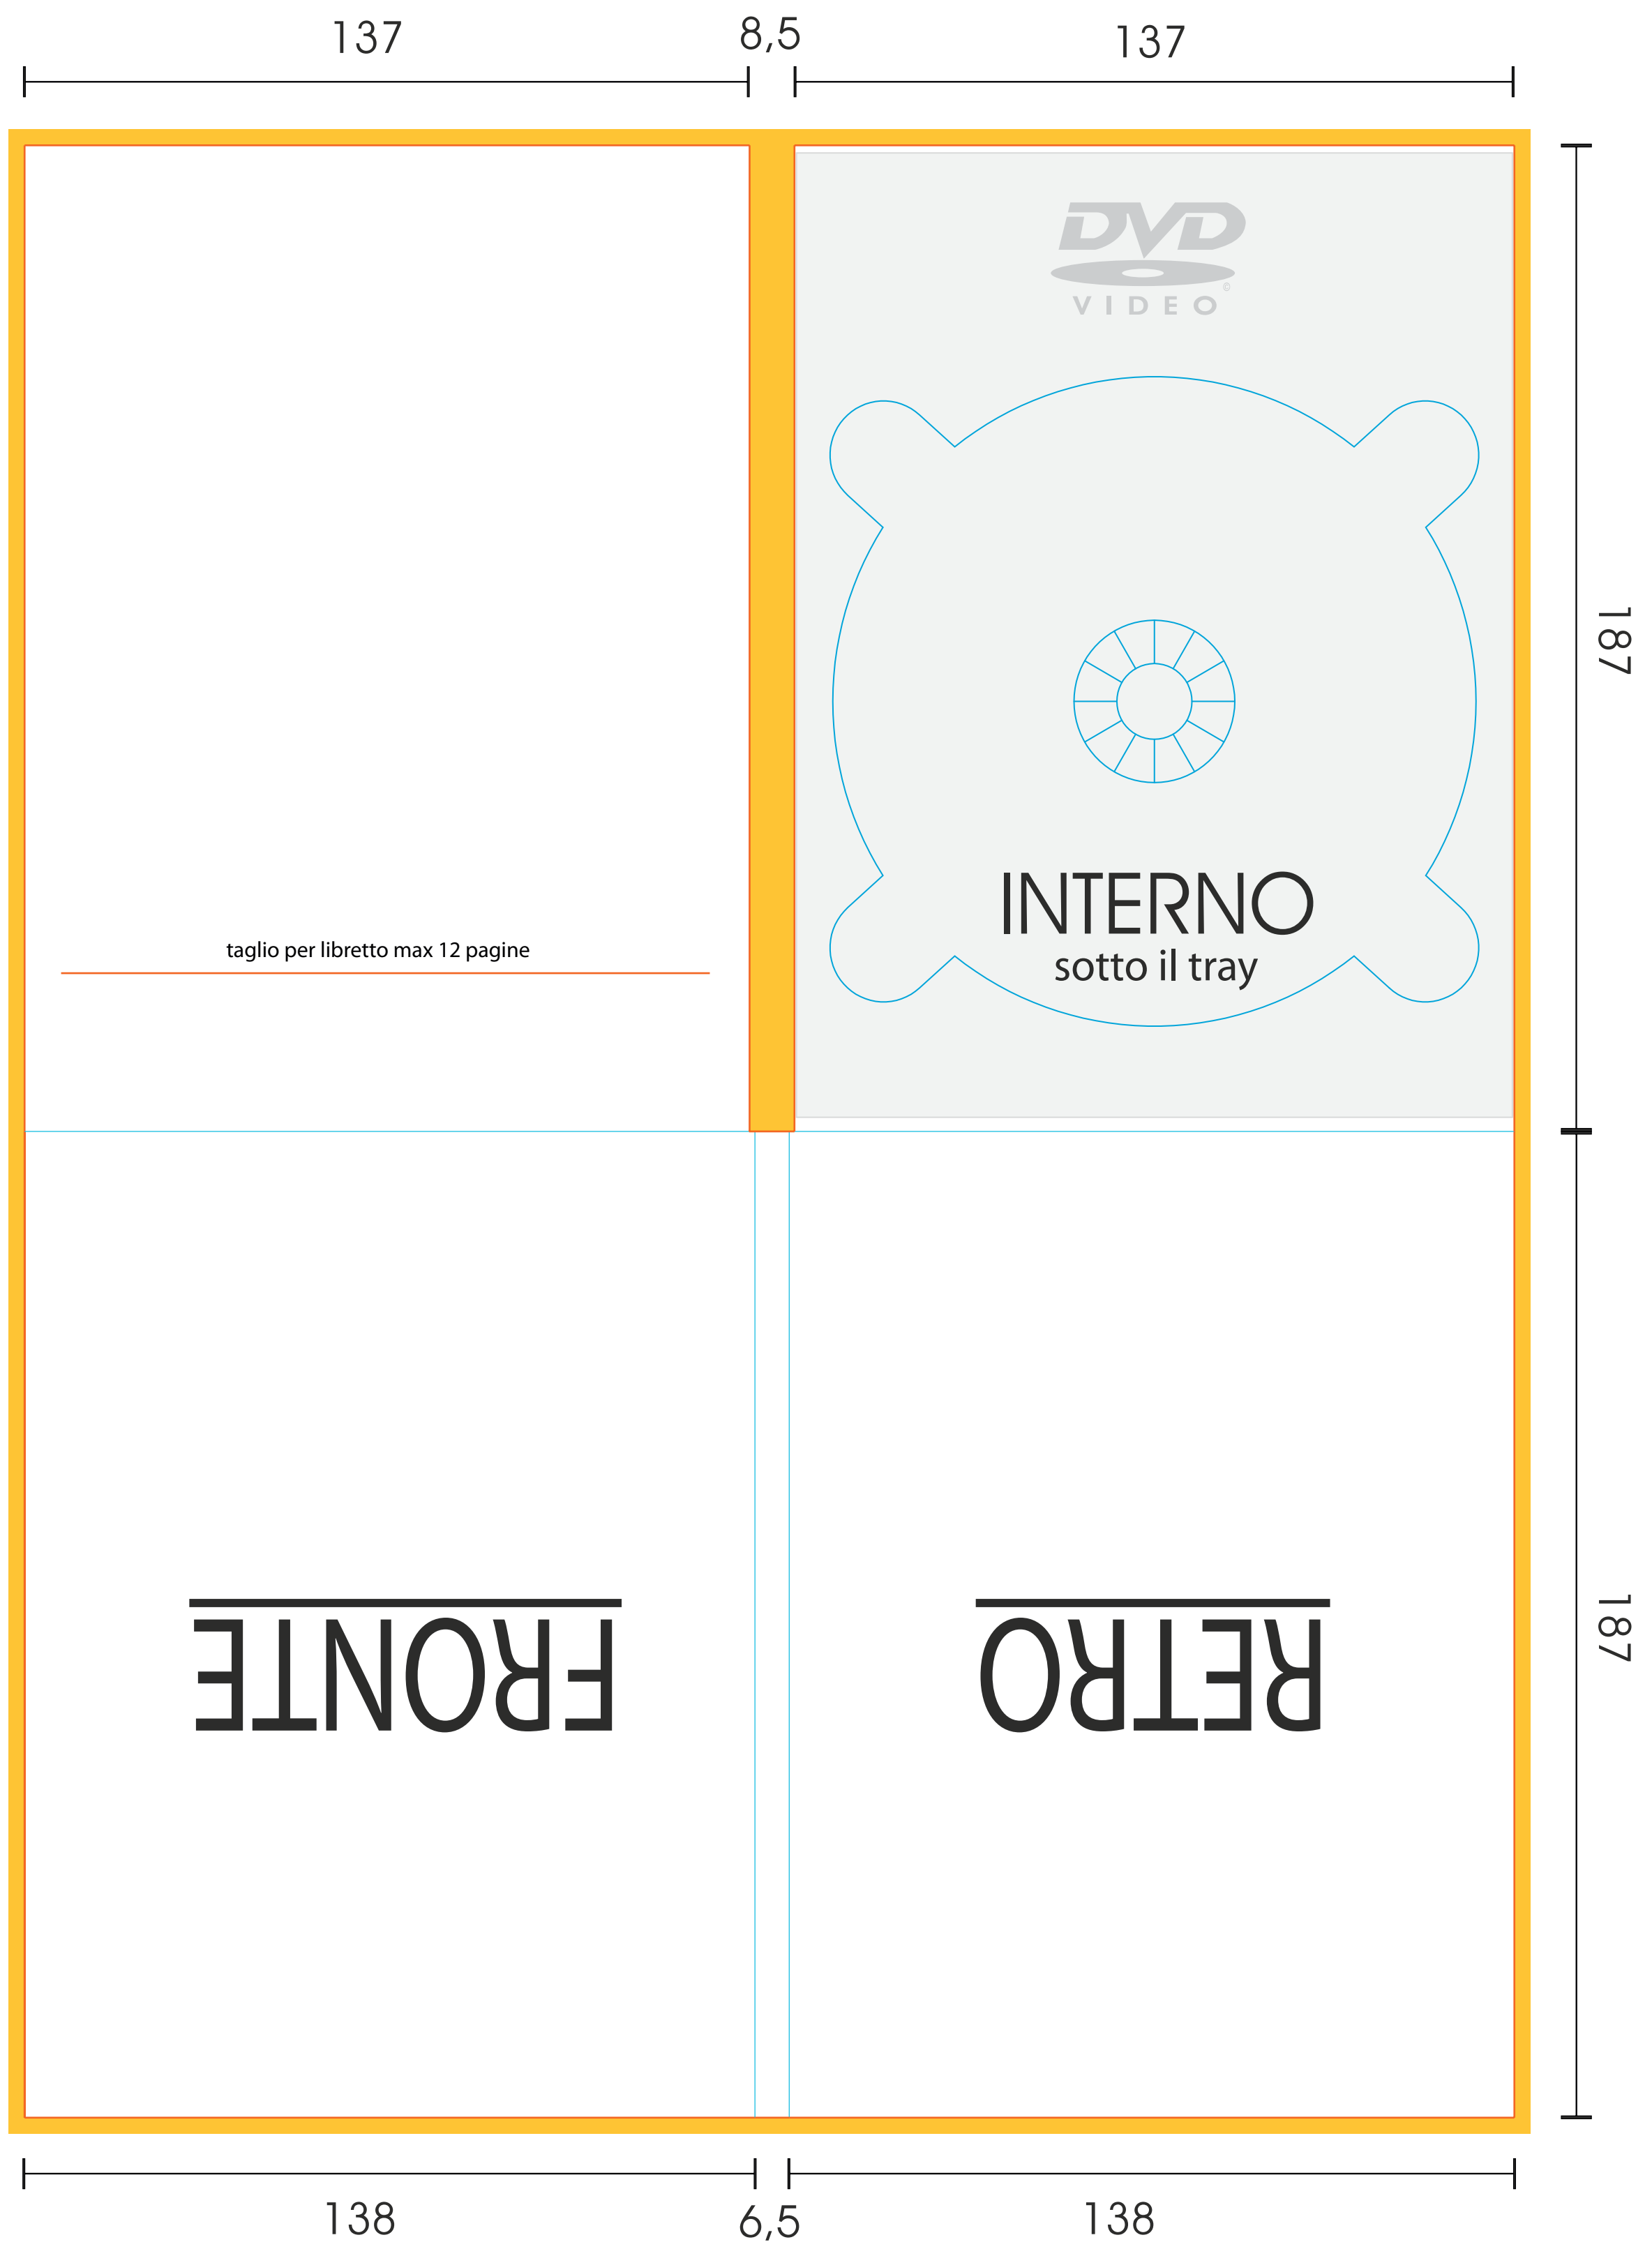 137
8,5
137
DVD
VIDEO
©
187
INTERNO
sotto il tray
taglio per libretto max 12 pagine
FRONTE
RETRO
187
138
6,5
138